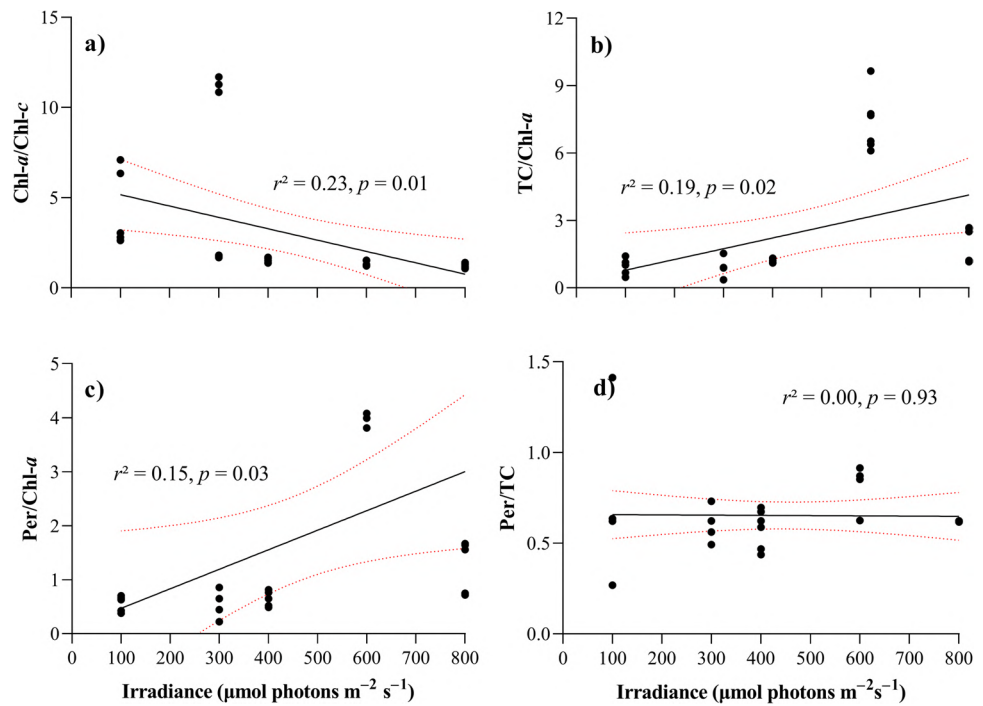 a)
Chl-a/Chl-c
15
10
5
0
r² = 0.23, p = 0.01
b)
TC/Chl-a
12
9
6
3
0
r² = 0.19, p = 0.02
c)
Per/Chl-a
5
4
3
2
1
0
r² = 0.15, p = 0.03
0 100 200 300 400 500 600 700 800
Irradiance (µmol photons m⁻² s⁻¹)
d)
Per/TC
1.5
1.0
0.5
0.0
r² = 0.00, p = 0.93
0 100 200 300 400 500 600 700 800
Irradiance (µmol photons m⁻²s⁻¹)